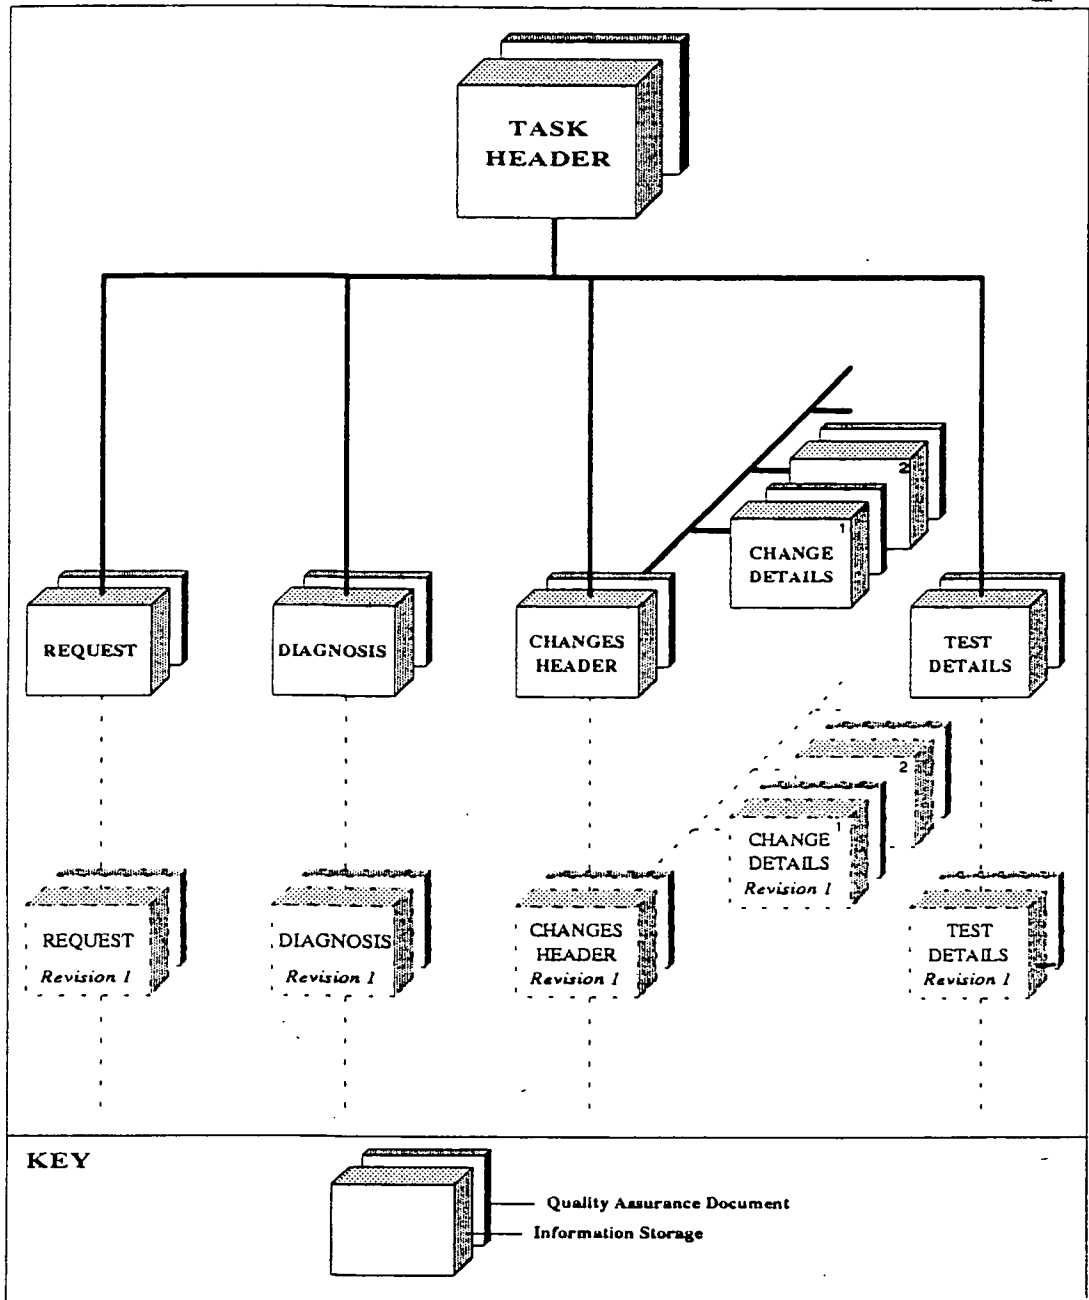 TASK
HEADER
2
1
CHANGE
DETAILS
REQUEST
DIAGNOSIS
CHANGES
HEADER
TEST
DETAILS
2
1
CHANGE
DETAILS
Revision 1
REQUEST
Revision 1
DIAGNOSIS
Revision 1
CHANGES
HEADER
Revision 1
TEST
DETAILS
Revision 1
KEY
Quality Assurance Document
Information Storage